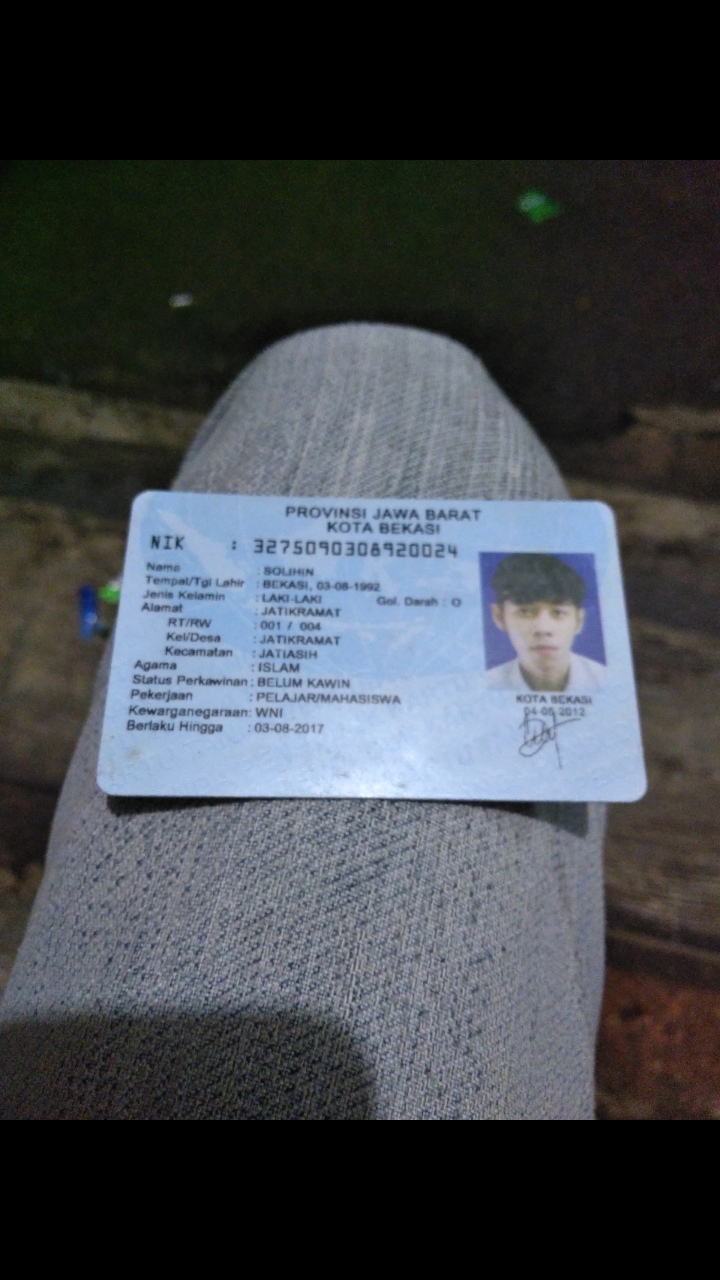 PROVINSI JAWA BARAT
KOTA BEKASI
NIK : 3275090308920024
Nama : SOLIHIN
Tempat/Tgl Lahir : BEKASI, 03-08-1992
Jenis Kelamin : LAKI-LAKI Gol. Darah : O
Alamat : JATIKRAMAT
RT/RW : 001 / 004
Kel/Desa : JATIKRAMAT
Kecamatan : JATIASIH
Agama : ISLAM
Status Perkawinan : BELUM KAWIN
Pekerjaan : PELAJAR/MAHASISWA
Kewarganegaraan : WNI
Berlaku Hingga : 03-08-2017
KOTA BEKASI
04-05-2012